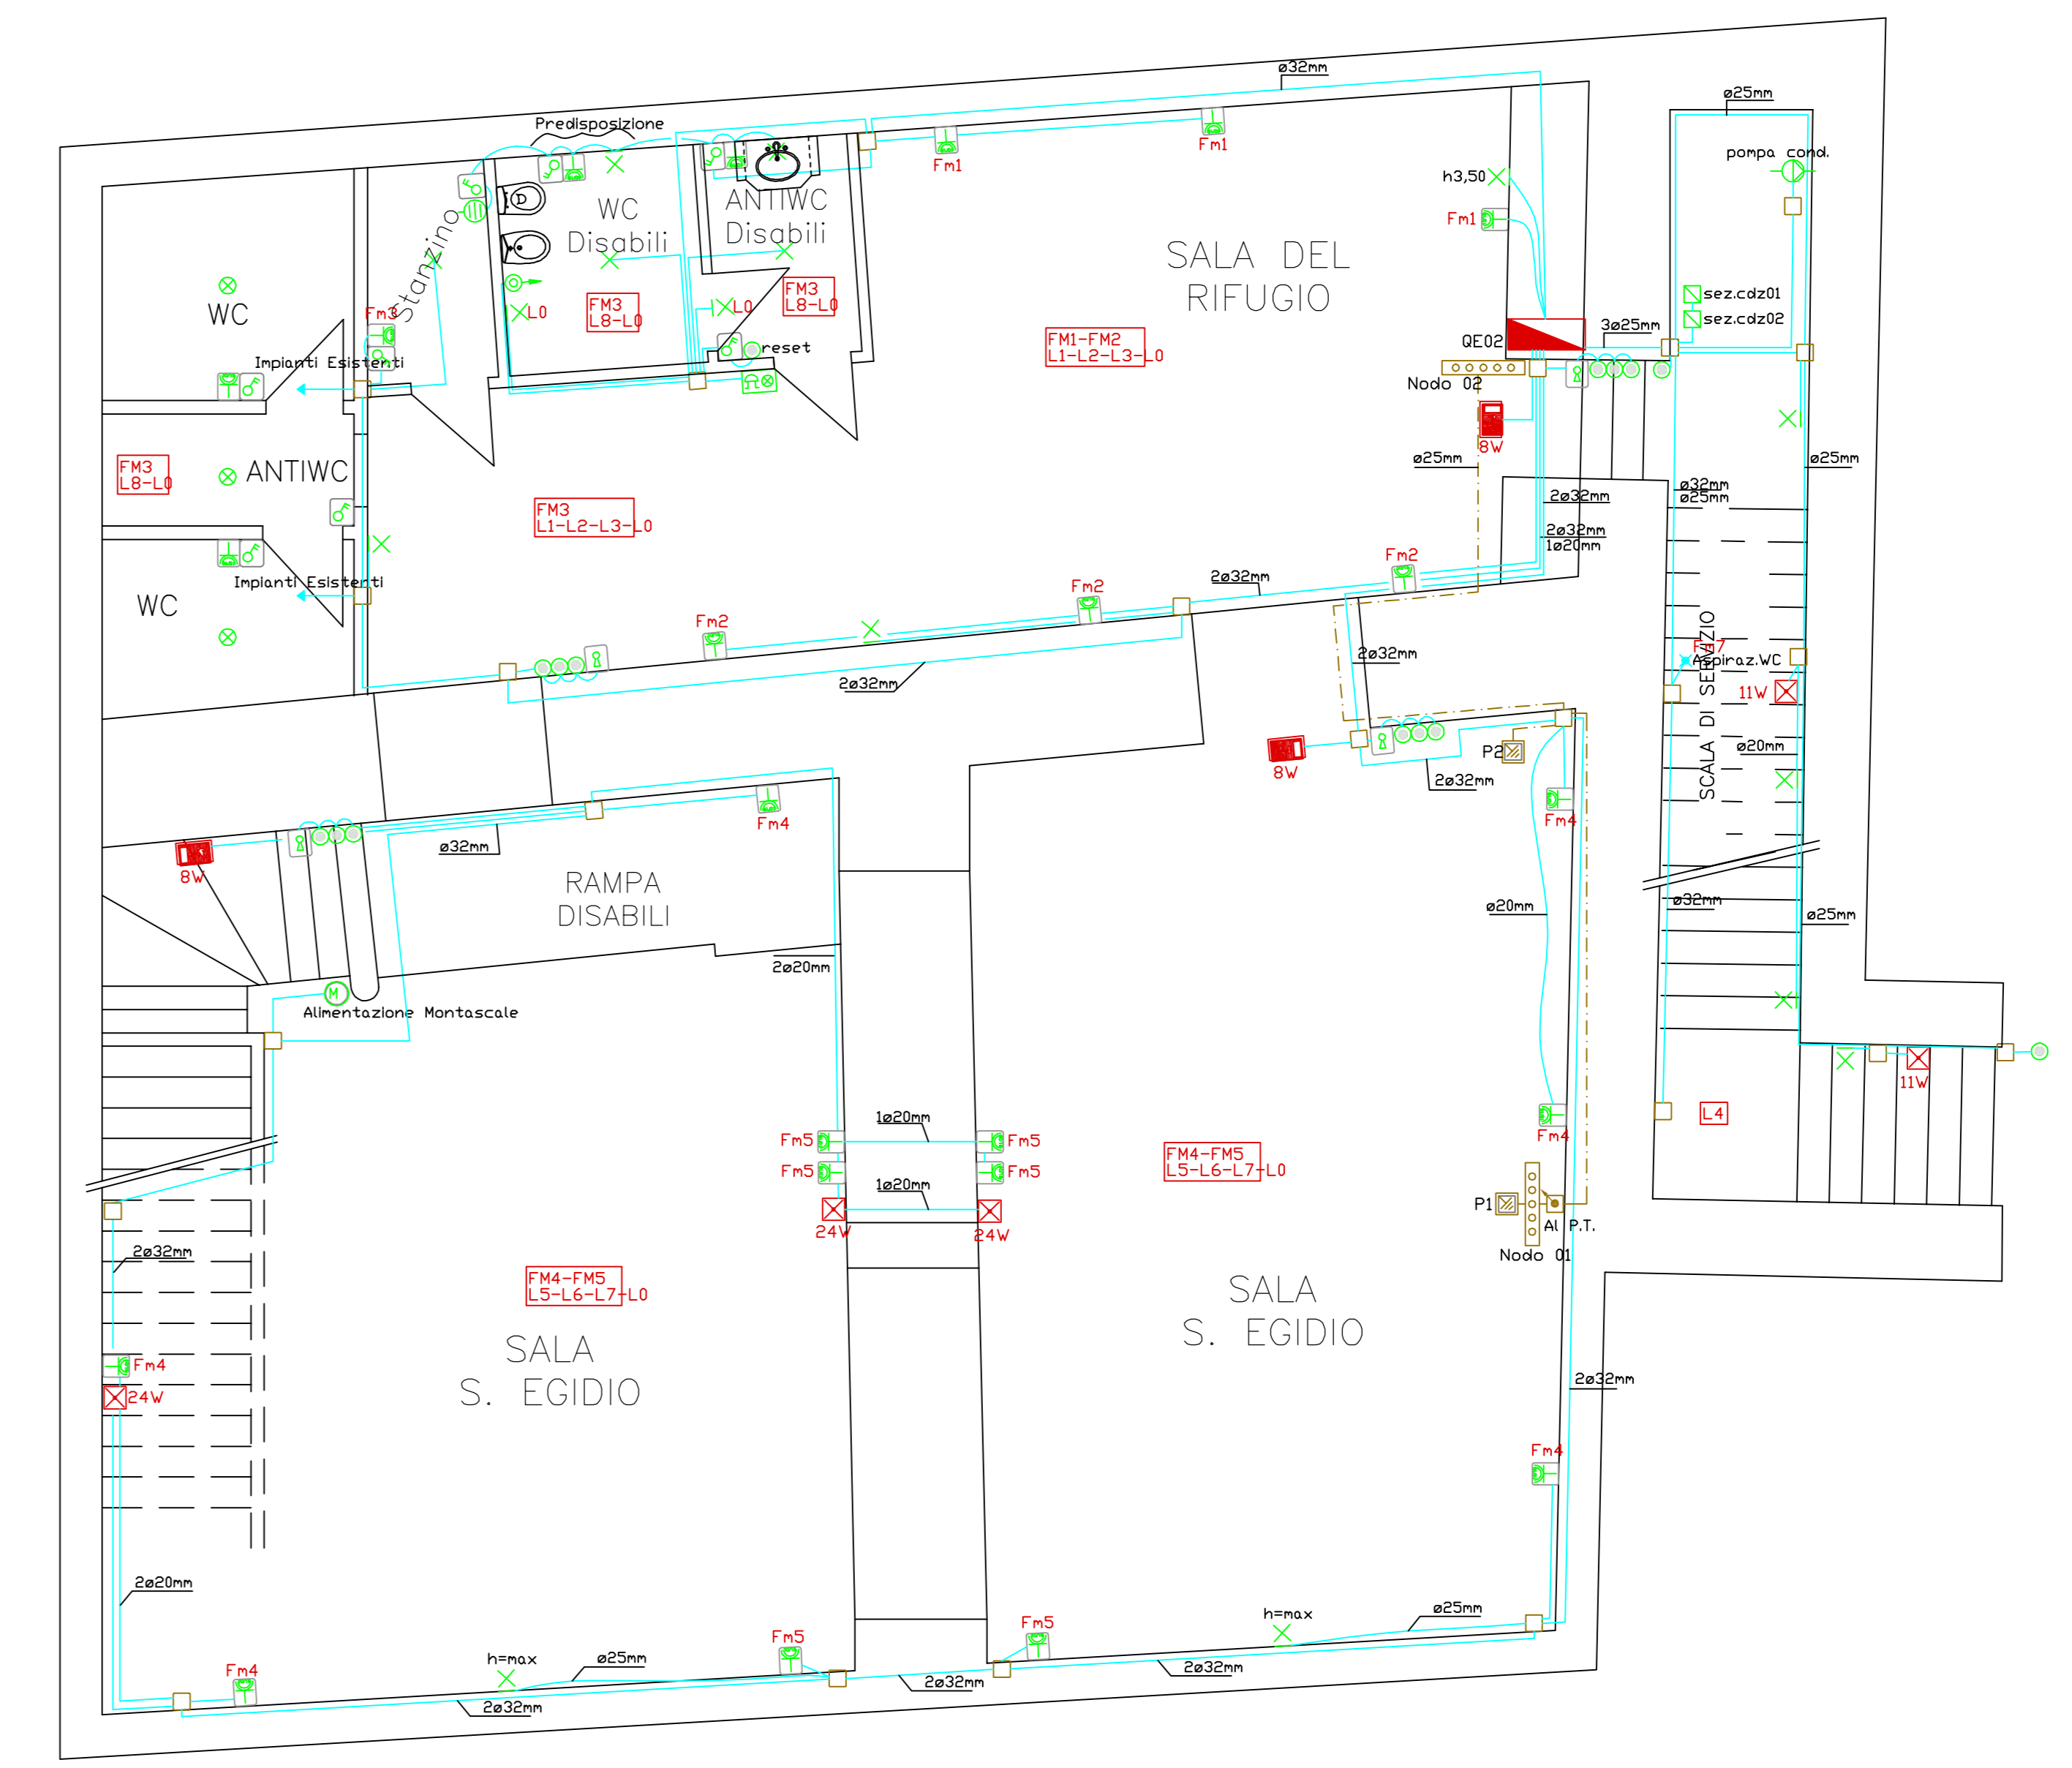 ø32mm
ø25mm
Predisposizione
Fm1
Fm1
pompa cond.
h3,50
Fm1
WC
Disabili
ANTIWC
Disabili
Stanzino
SALA DEL
RIFUGIO
sez.cdz01
sez.cdz02
FM3
L8-L0
FM3
L8-L0
L0
L0
WC
Fm3
FM1-FM2
L1-L2-L3-L0
QE02
3ø25mm
reset
Impianti Esistenti
Nodo 02
8W
ø25mm
ø25mm
FM3
L8-L0
ANTIWC
ø32mm
ø25mm
2ø32mm
FM3
L1-L2-L3-L0
2ø32mm
1ø20mm
Impianti Esistenti
Fm2
2ø32mm
Fm2
WC
Fm2
SCALA DI SERVIZIO
Fm7
Aspiraz.WC
2ø32mm
2ø32mm
11W
ø20mm
P2
8W
2ø32mm
Fm4
Fm4
ø32mm
8W
RAMPA
DISABILI
ø20mm
ø32mm
ø25mm
2ø20mm
M
Alimentazione Montascale
11W
L4
1ø20mm
Fm5
Fm5
Fm4
Fm5
Fm5
FM4-FM5
L5-L6-L7-L0
1ø20mm
24W
24W
P1
Al P.T.
Nodo 01
2ø32mm
FM4-FM5
L5-L6-L7-L0
SALA
S. EGIDIO
SALA
S. EGIDIO
Fm4
24W
2ø32mm
Fm4
2ø20mm
h=max
ø25mm
Fm5
Fm5
h=max
ø25mm
Fm4
2ø32mm
2ø32mm
2ø32mm
D